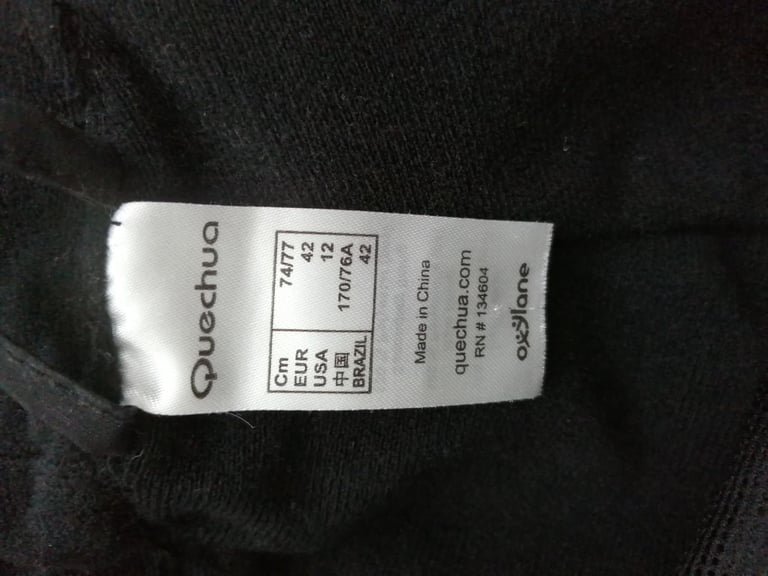 Quechua
Cm 74/77
EUR 42
USA 12
中国 170/76A
BRAZIL 42
Made in China
quechua.com
RN # 134604
oxylane